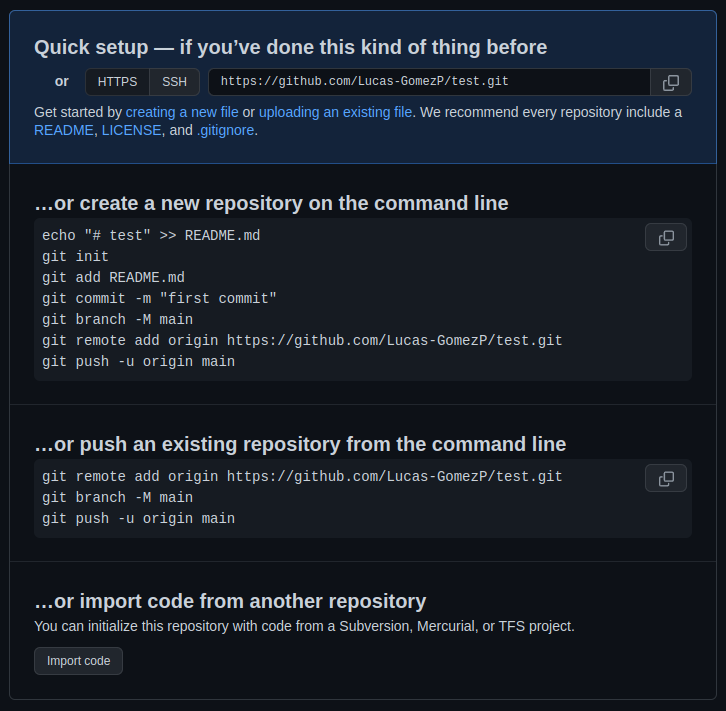 Quick setup — if you’ve done this kind of thing before
or HTTPS SSH https://github.com/Lucas-GomezP/test.git
Get started by creating a new file or uploading an existing file. We recommend every repository include a
README, LICENSE, and .gitignore.
…or create a new repository on the command line
echo "# test" >> README.md
git init
git add README.md
git commit -m "first commit"
git branch -M main
git remote add origin https://github.com/Lucas-GomezP/test.git
git push -u origin main
…or push an existing repository from the command line
git remote add origin https://github.com/Lucas-GomezP/test.git
git branch -M main
git push -u origin main
…or import code from another repository
You can initialize this repository with code from a Subversion, Mercurial, or TFS project.
Import code